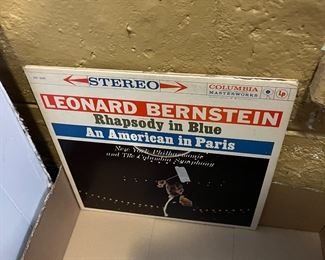 STEREO
COLUMBIA
MASTERWORKS
LEONARD BERNSTEIN
Rhapsody in Blue
An American in Paris
New York Philharmonic
and The Columbia Symphony